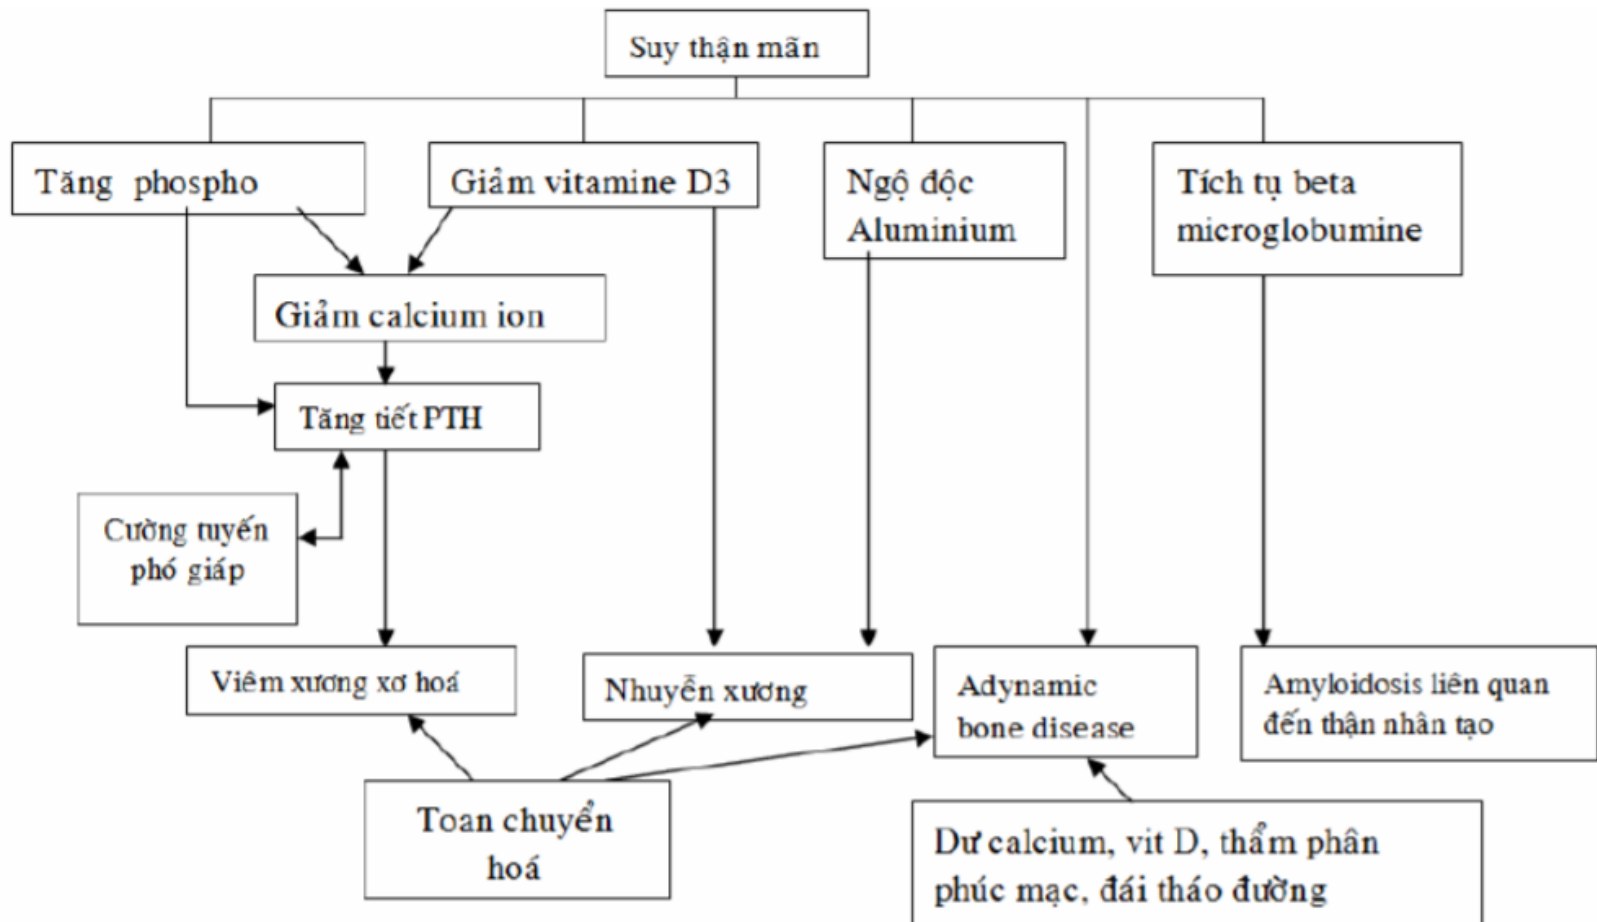 Suy thận mãn
Tăng phospho
Giảm vitamine D3
Ngộ độc
Aluminium
Tích tụ beta
microglobumine
Giảm calcium ion
Tăng tiết PTH
Cường tuyến
phó giáp
Viêm xương xơ hoá
Nhuyễn xương
Adynamic
bone disease
Amyloidosis liên quan
đến thận nhân tạo
Toan chuyển
hoá
Dư calcium, vit D, thẩm phân
phúc mạc, đái tháo đường